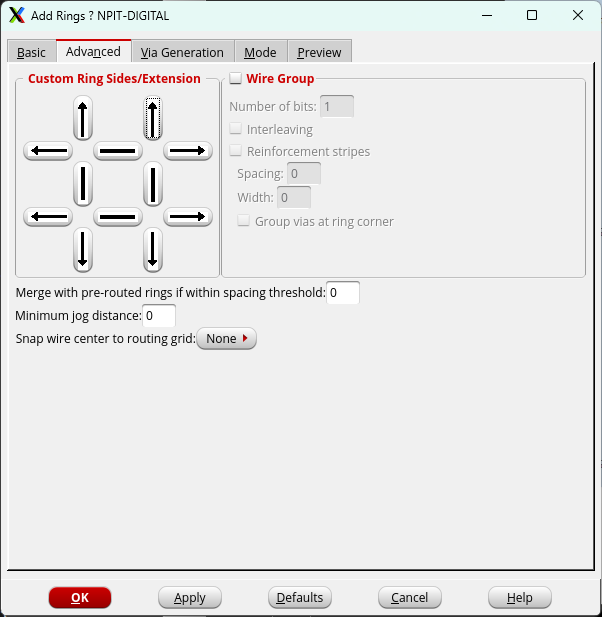 Add Rings ? NPIT-DIGITAL
Basic Advanced Via Generation Mode Preview
Custom Ring Sides/Extension
Wire Group
Number of bits: 1
Interleaving
Reinforcement stripes
Spacing: 0
Width: 0
Group vias at ring corner
Merge with pre-routed rings if within spacing threshold: 0
Minimum jog distance: 0
Snap wire center to routing grid: None
OK Apply Defaults Cancel Help